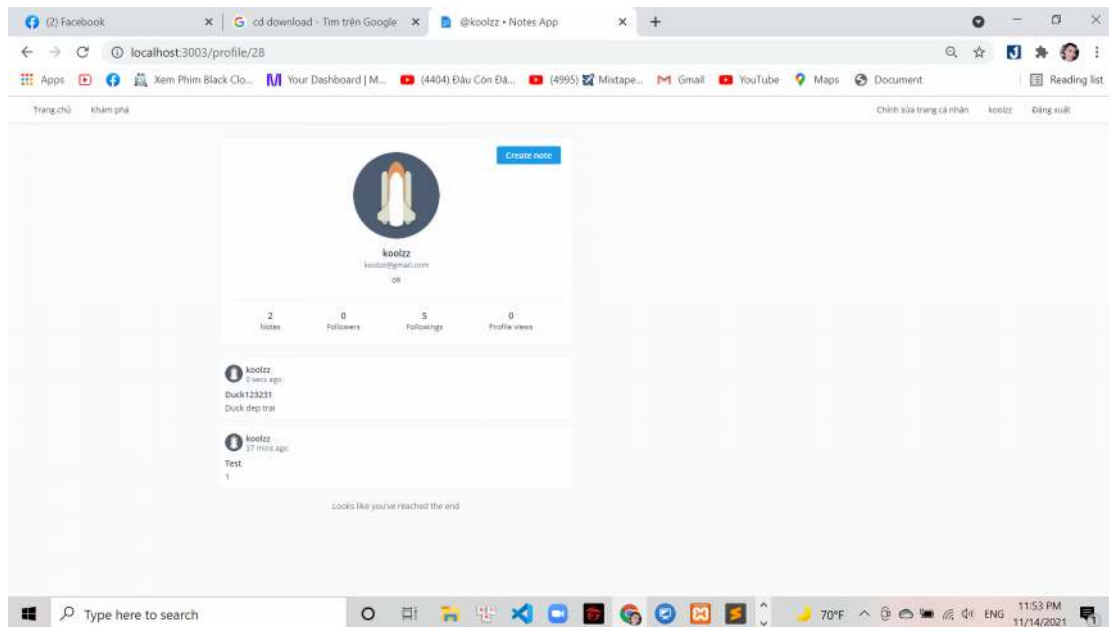 (2) Facebook
cd download - Tìm trên Google
@koolzz • Notes App
localhost:3003/profile/28
Apps
Xem Phim Black Clo...
Your Dashboard | M...
(4404) Đâu Còn Đâ...
(4995) Mixtape...
Gmail
YouTube
Maps
Document
Reading list
Trang chủ Khám phá
Chỉnh sửa trang cá nhân koolzz Đăng xuất
Create note
koolzz
koolzz@gmail.com
ok
2 0 5 0
Notes Followers Followings Profile views
koolzz
0 secs ago
Duck123231
Duck dep trai
koolzz
37 mins ago
Test
1
Looks like you've reached the end
Type here to search
70°F
ENG
11:53 PM
11/14/2021